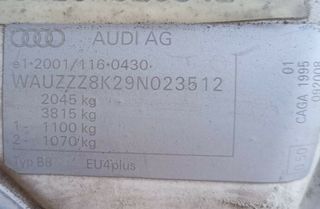 AUDI AG
e1*2001/116*0430*
WAUZZZ8K29N023512
2045 kg
3815 kg
1- 1100 kg
2- 1070 kg
Typ B8 EU4plus
01
CAGA 1995
082008